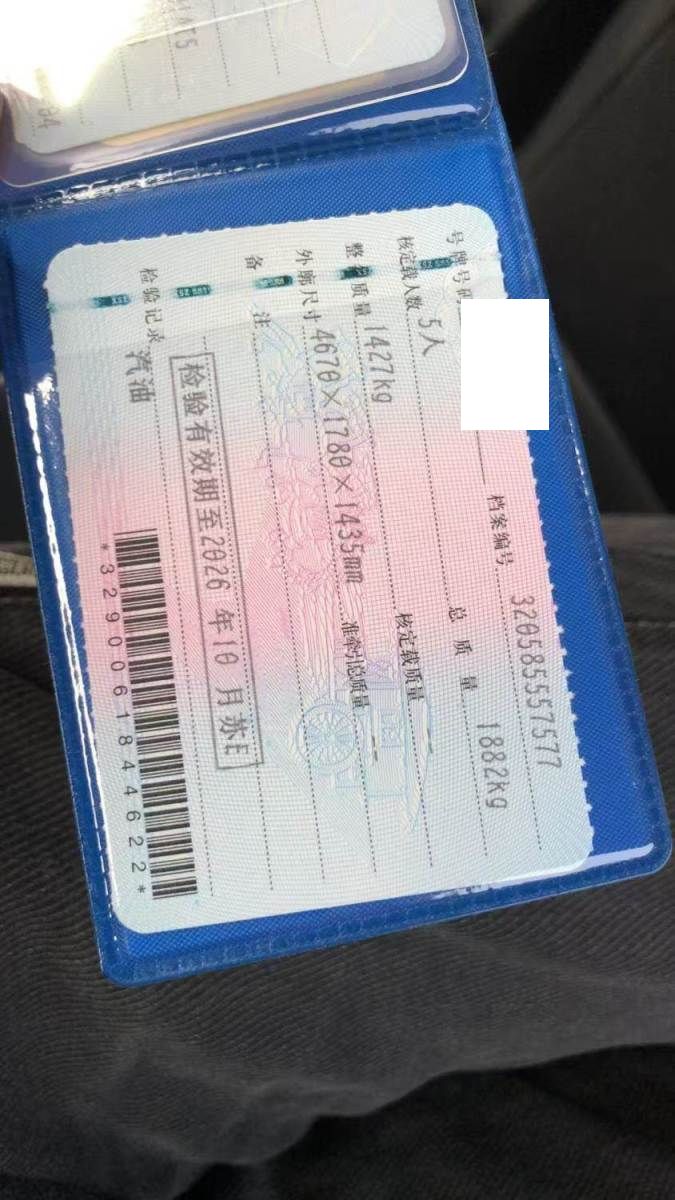 号牌号码
档案编号 320585557577
核定载人数 5人 总质量 1882kg
整备质量 1427kg 核定载质量
外廓尺寸 4670×1780×1435mm 准牵引总质量
备注
检验有效期至2026年10月苏E
检验记录 汽油
*3290061844622*